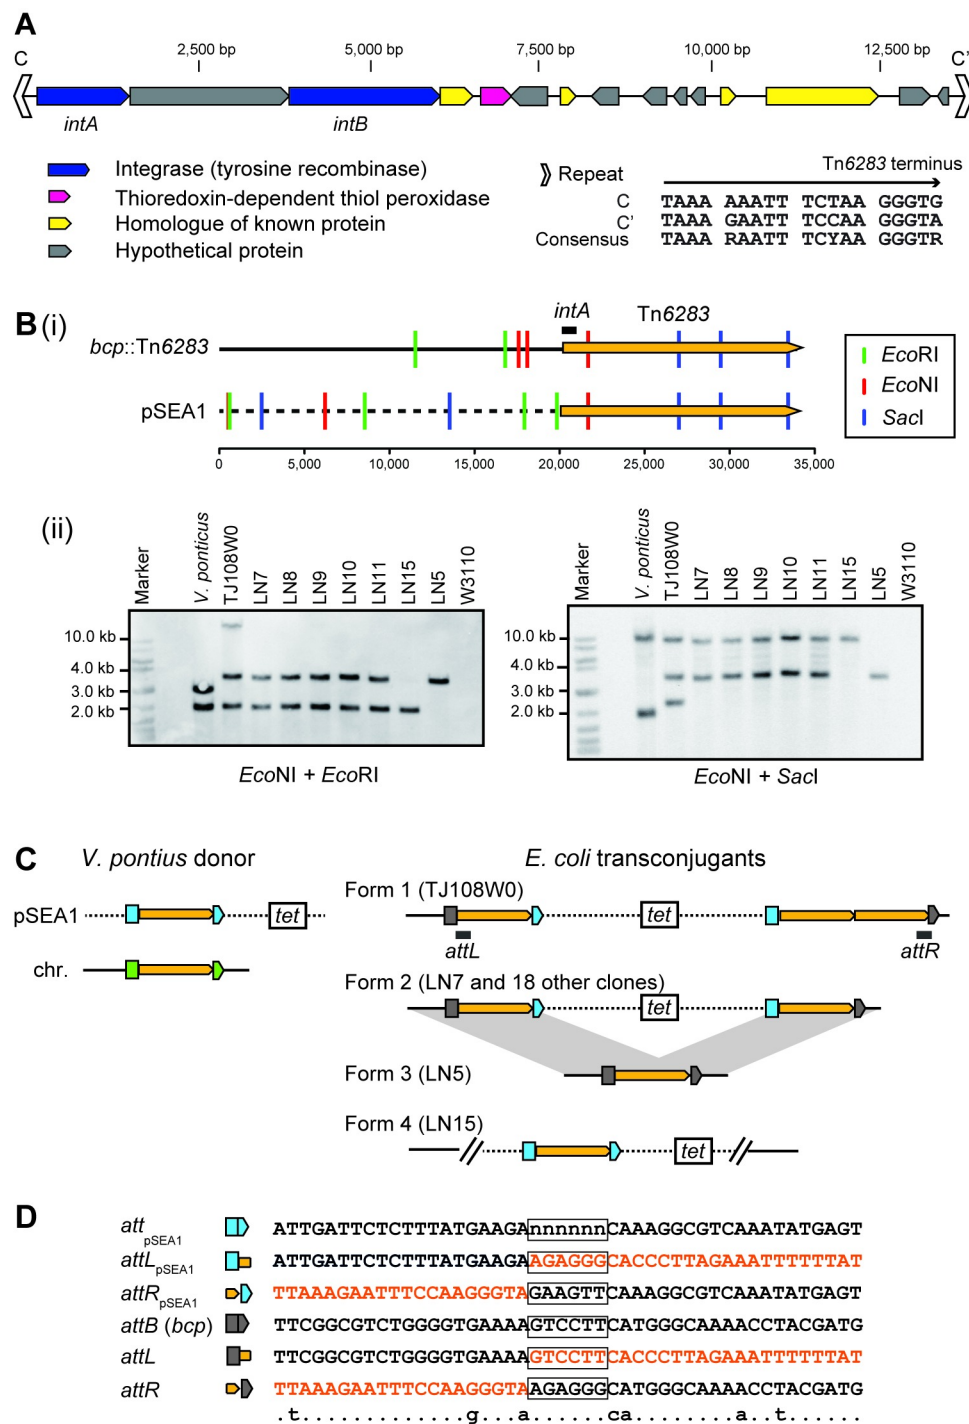 A
C 2,500 bp 5,000 bp 7,500 bp 10,000 bp 12,500 bp C'
intA intB
Integrase (tyrosine recombinase)
Thioredoxin-dependent thiol peroxidase
Homologue of known protein
Hypothetical protein
Tn6283 terminus
Repeat
C TAAA AAATT TCTAA GGGTG
C' TAAA GAATT TCCAA GGGTA
Consensus TAAA RAATT TCYAA GGGTR
B (i)
intA Tn6283
bcp::Tn6283
pSEA1
EcoRI
EcoNI
SacI
0 5,000 10,000 15,000 20,000 25,000 30,000 35,000
(ii)
Marker V. ponticus TJ108W0 LN7 LN8 LN9 LN10 LN11 LN15 LN5 W3110
10.0 kb
4.0 kb
3.0 kb
2.0 kb
EcoNI + EcoRI
Marker V. ponticus TJ108W0 LN7 LN8 LN9 LN10 LN11 LN15 LN5 W3110
10.0 kb
4.0 kb
3.0 kb
2.0 kb
EcoNI + SacI
C V. pontius donor E. coli transconjugants
Form 1 (TJ108W0)
pSEA1 tet tet
attL attR
chr.
Form 2 (LN7 and 18 other clones)
tet
Form 3 (LN5)
Form 4 (LN15)
tet
D
att pSEA1 ATTGATTCTCTTTATGAAGAnnnnnnCAAAGGCGTCAAATATGAGT
attL pSEA1 ATTGATTCTCTTTATGAAGAAGAGGGCACCCTTAGAAATTTTTTAT
attR pSEA1 TTAAAGAATTTCCAAGGGTAGAAGTTCAAAGGCGTCAAATATGAGT
attB (bcp) TTCGGCGTCTGGGGTGAAAAGTCCTTCATGGGCAAAACCTACGATG
attL TTCGGCGTCTGGGGTGAAAAGTCCTTCACCCTTAGAAATTTTTTAT
attR TTAAAGAATTTCCAAGGGTAAGAGGGCATGGGCAAAACCTACGATG
.t.............g...a......ca.........a..t......